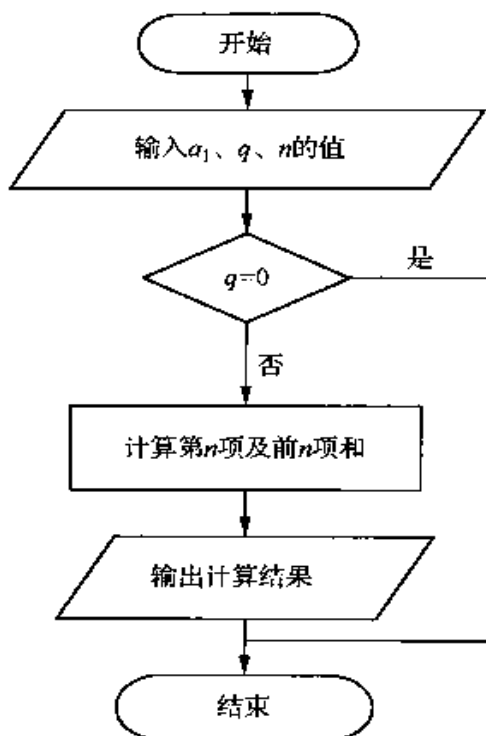 开始
输入a₁、q、n的值
q=0
是
否
计算第n项及前n项和
输出计算结果
结束